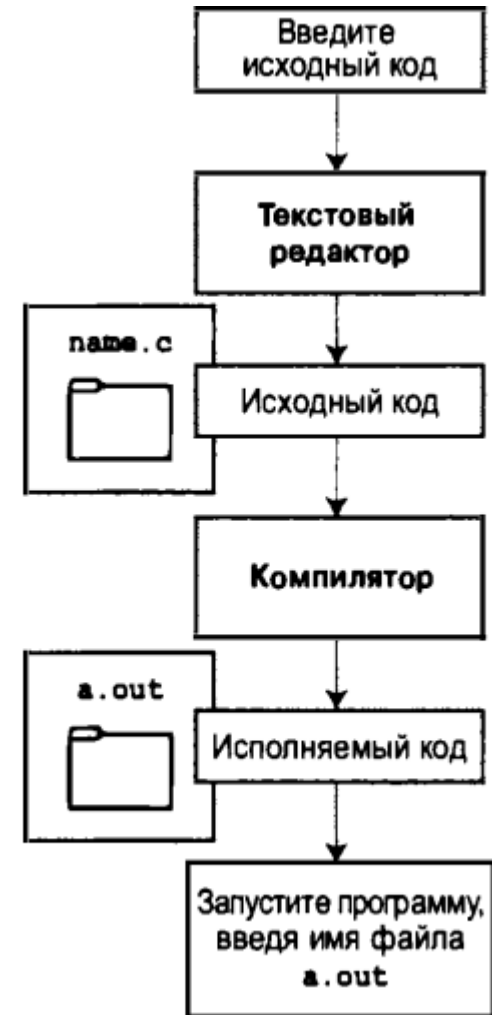 Введите
исходный код
Текстовый
редактор
name.c
Исходный код
Компилятор
a.out
Исполняемый код
Запустите программу,
введя имя файла
a.out